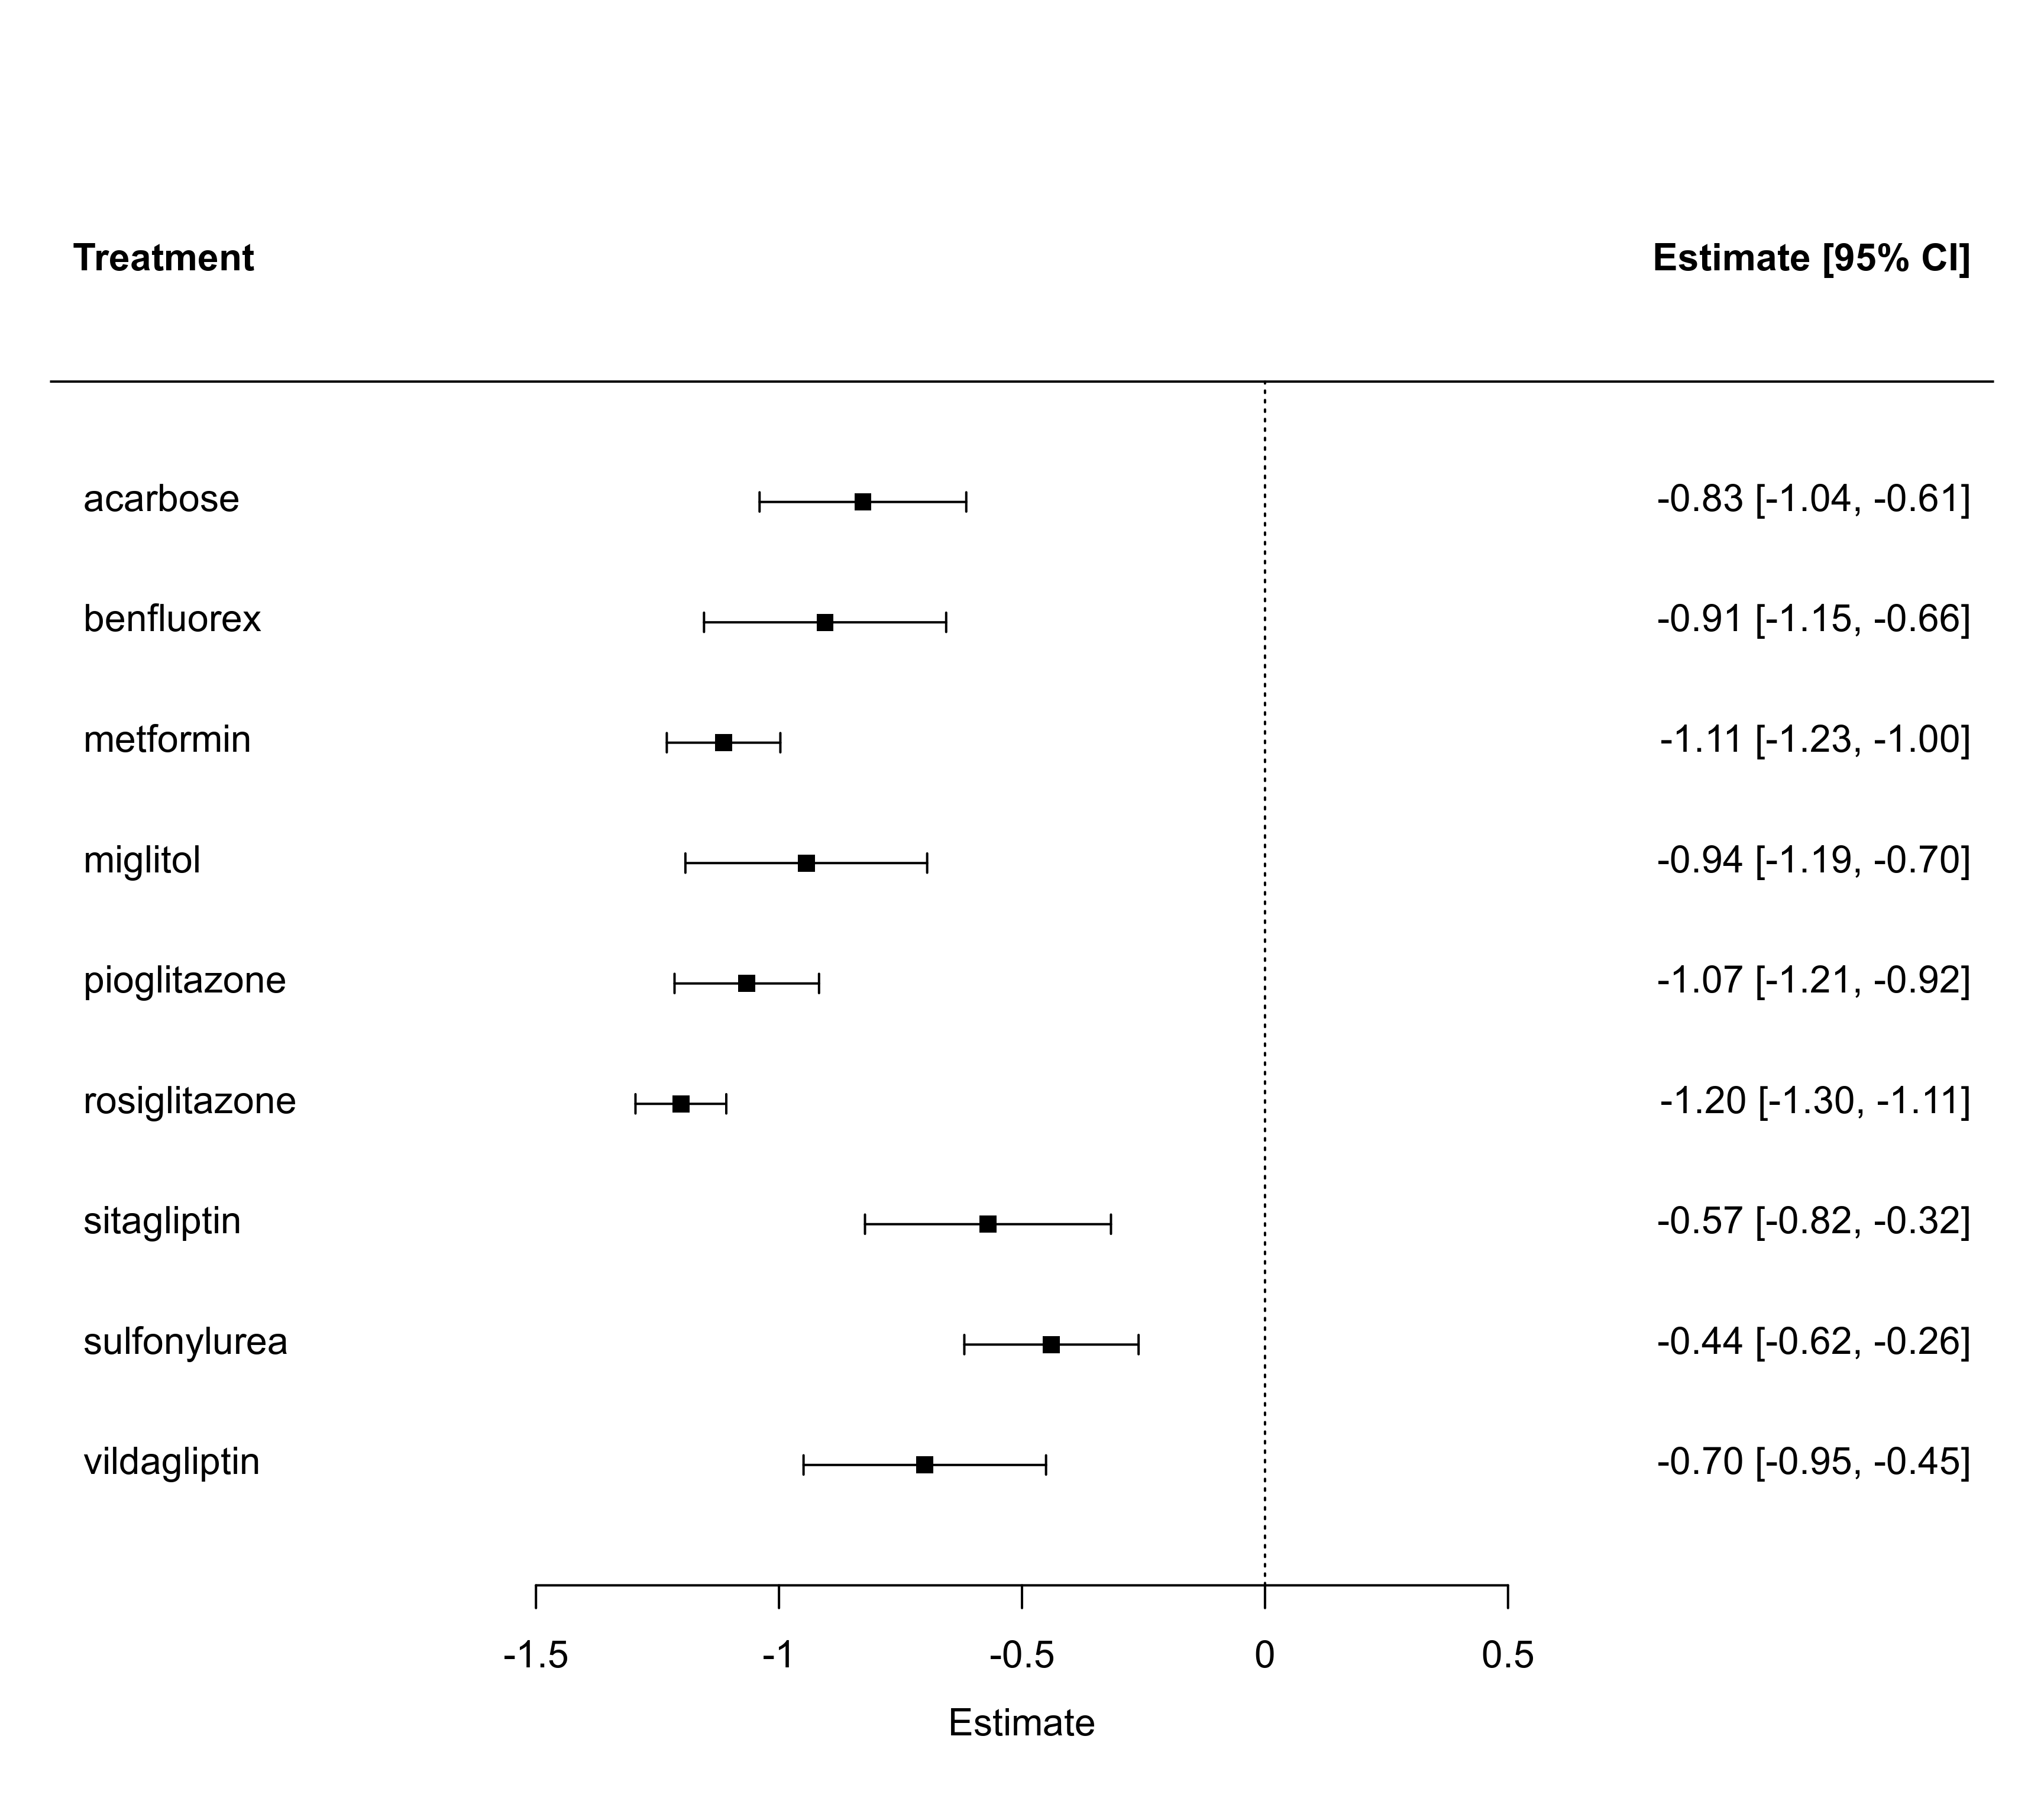 Treatment Estimate [95% CI]
acarbose -0.83 [-1.04, -0.61]
benfluorex -0.91 [-1.15, -0.66]
metformin -1.11 [-1.23, -1.00]
miglitol -0.94 [-1.19, -0.70]
pioglitazone -1.07 [-1.21, -0.92]
rosiglitazone -1.20 [-1.30, -1.11]
sitagliptin -0.57 [-0.82, -0.32]
sulfonylurea -0.44 [-0.62, -0.26]
vildagliptin -0.70 [-0.95, -0.45]
-1.5 -1 -0.5 0 0.5
Estimate